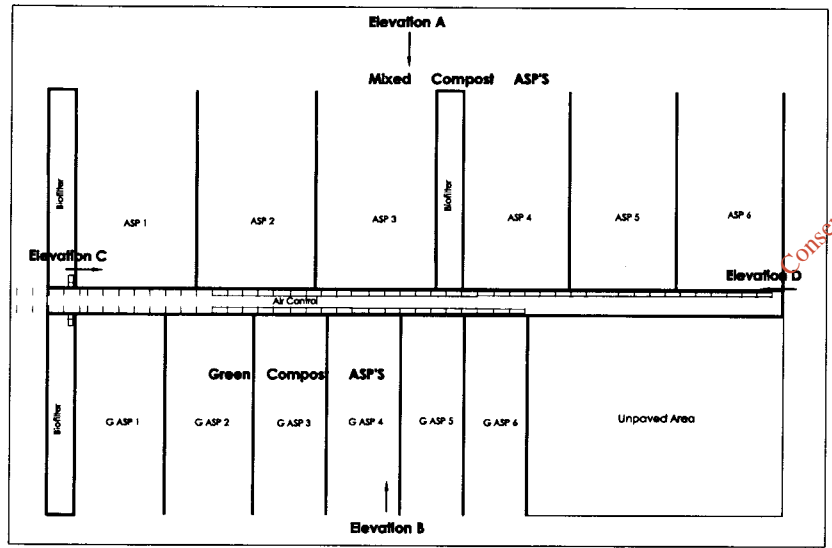 Elevation A
Mixed Compost ASP'S
Biofilter
ASP 1
ASP 2
ASP 3
Biofilter
ASP 4
ASP 5
ASP 6
Elevation C
Elevation D
Air Control
Green Compost ASP'S
Biofilter
G ASP 1
G ASP 2
G ASP 3
G ASP 4
G ASP 5
G ASP 6
Unpaved Area
Elevation B